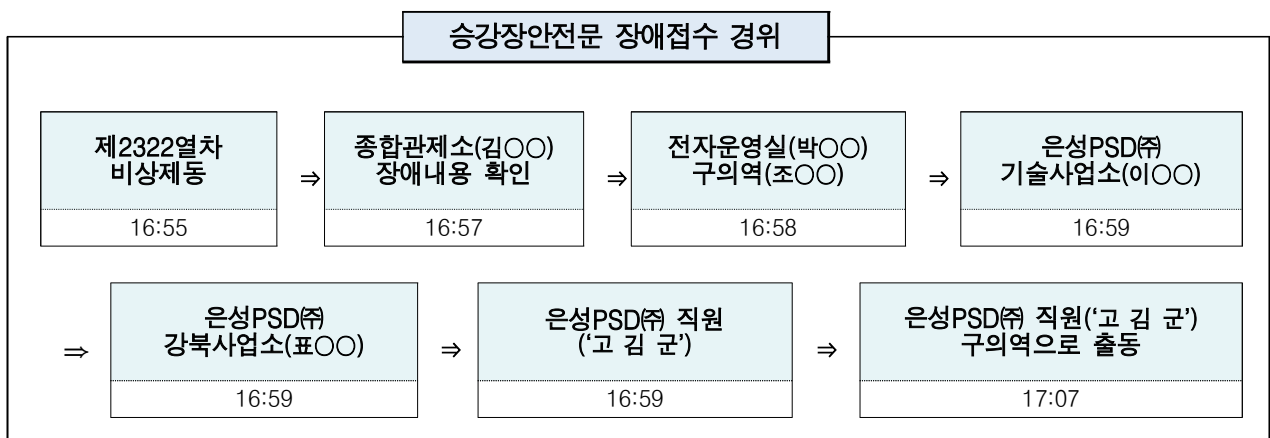 승강장안전문 장애접수 경위
제2322열차
비상제동
16:55
⇒
종합관제소(김○○)
장애내용 확인
16:57
⇒
전자운영실(박○○)
구의역(조○○)
16:58
⇒
은성PSD㈜
기술사업소(이○○)
16:59
⇒
은성PSD㈜
강북사업소(표○○)
16:59
⇒
은성PSD㈜ 직원
(‘고 김 군’)
16:59
⇒
은성PSD㈜ 직원(‘고 김 군’)
구의역으로 출동
17:07